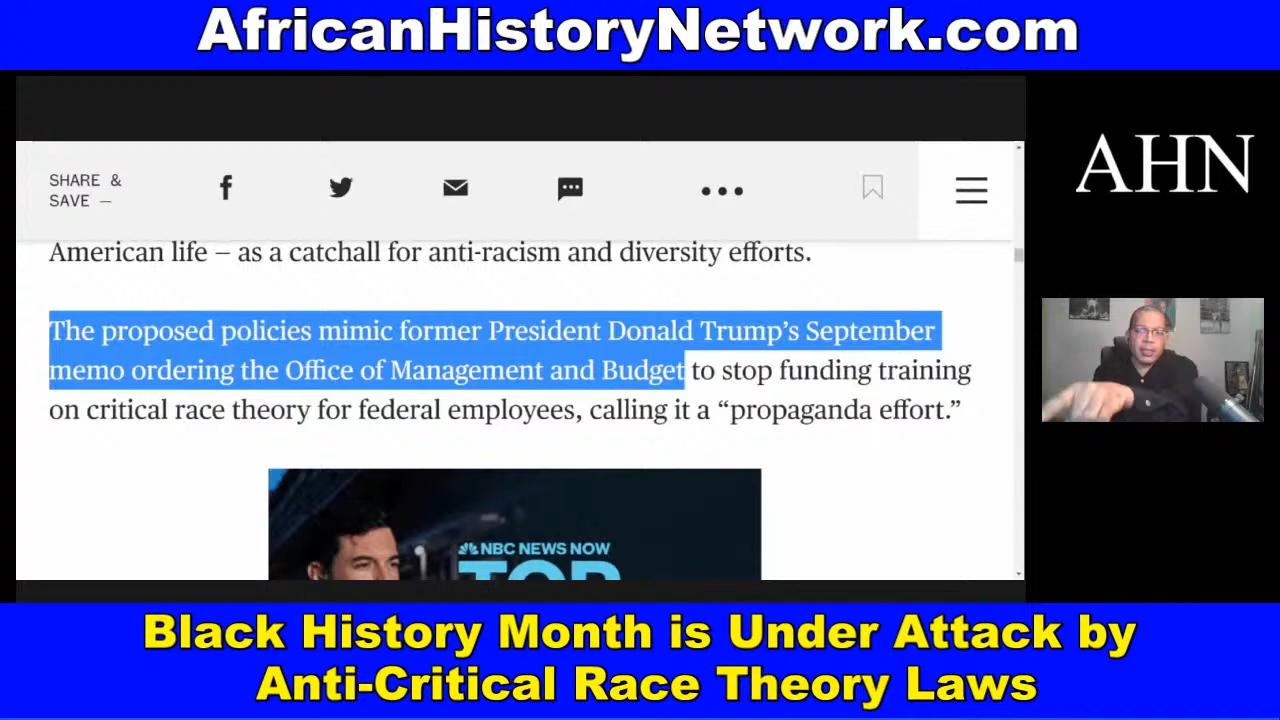 AfricanHistoryNetwork.com
SHARE &
SAVE —
AHN
American life — as a catchall for anti-racism and diversity efforts.
The proposed policies mimic former President Donald Trump’s September
memo ordering the Office of Management and Budget to stop funding training
on critical race theory for federal employees, calling it a “propaganda effort.”
NBC NEWS NOW
TOP
Black History Month is Under Attack by
Anti-Critical Race Theory Laws